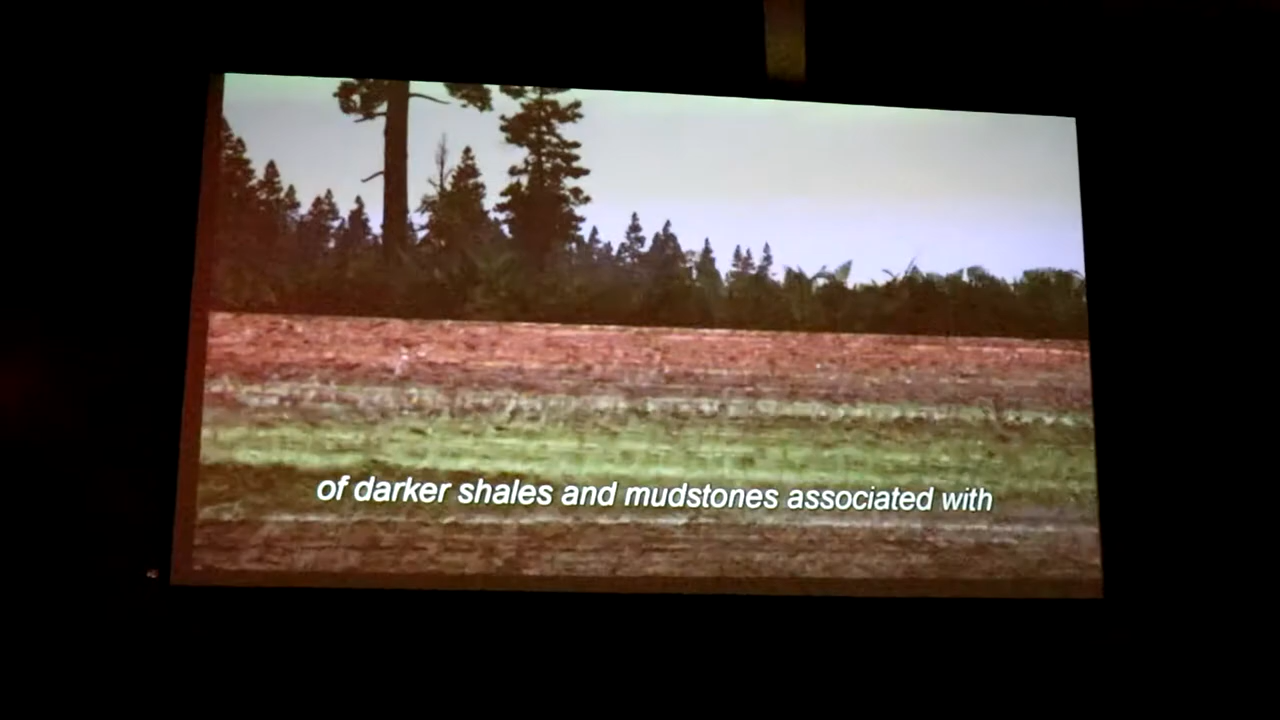 of darker shales and mudstones associated with